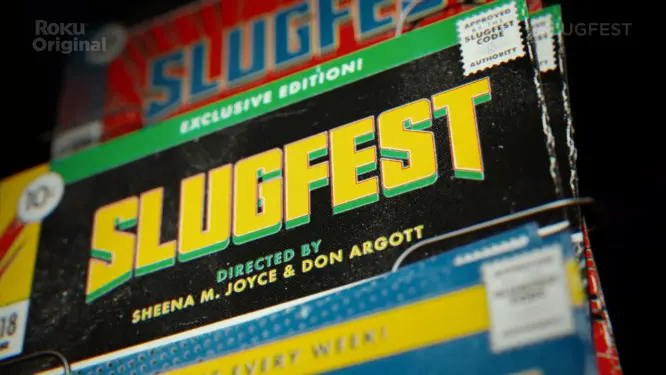 Roku
Original
SLUGFEST
SLUGFEST
APPROVED
BY THE
SLUGFEST
CODE
AUTHORITY
EXCLUSIVE EDITION!
10¢
SLUGFEST
DIRECTED BY
SHEENA M. JOYCE & DON ARGOTT
18
EVERY WEEK!